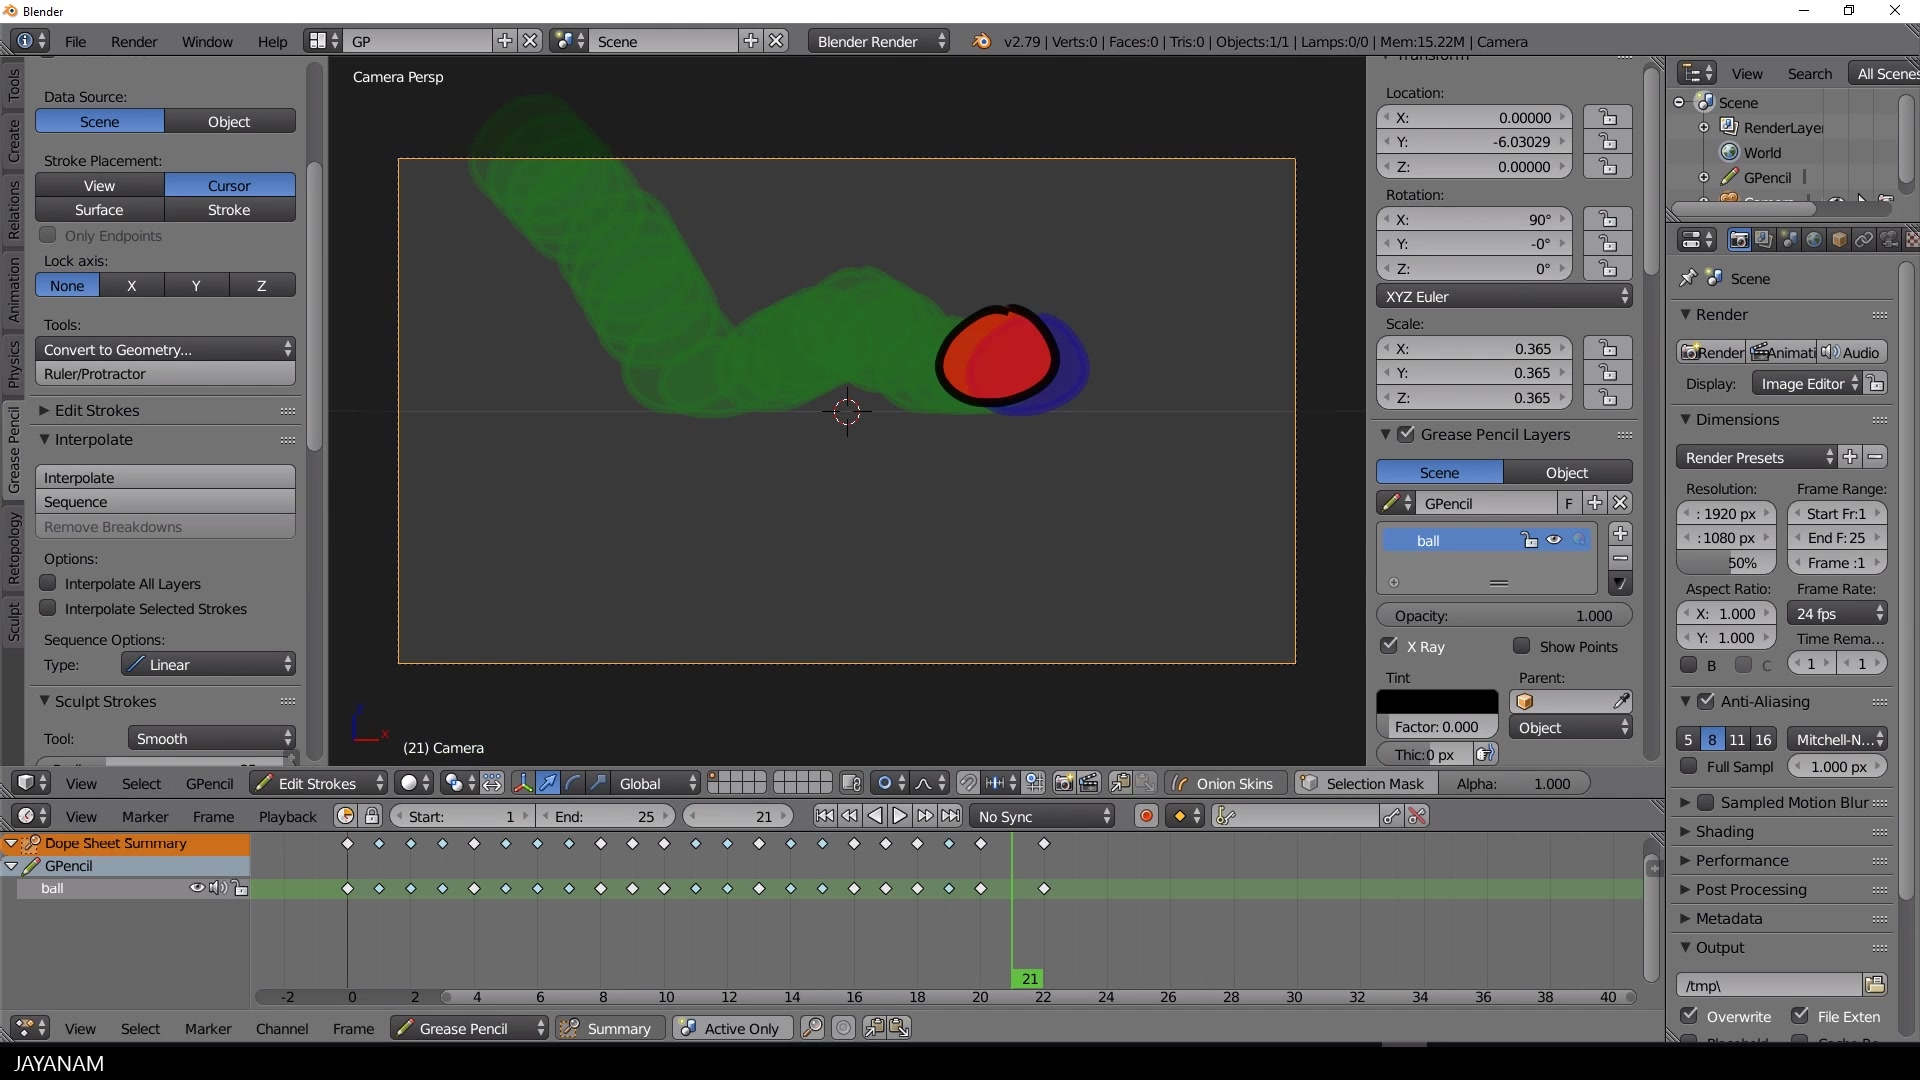 Blender
File Render Window Help GP Scene Blender Render v2.79 | Verts:0 | Faces:0 | Tris:0 | Objects:1/1 | Lamps:0/0 | Mem:15.22M | Camera
Tools
Create
Relations
Animation
Physics
Grease Pencil
Retopology
Sculpt
Data Source:
Scene Object
Stroke Placement:
View Cursor
Surface Stroke
Only Endpoints
Lock axis:
None X Y Z
Tools:
Convert to Geometry...
Ruler/Protractor
Edit Strokes
Interpolate
Interpolate
Sequence
Remove Breakdowns
Options:
Interpolate All Layers
Interpolate Selected Strokes
Sequence Options:
Type: Linear
Sculpt Strokes
Tool: Smooth
Camera Persp
x
(21) Camera
Transform
Location:
X: 0.00000
Y: -6.03029
Z: 0.00000
Rotation:
X: 90°
Y: -0°
Z: 0°
XYZ Euler
Scale:
X: 0.365
Y: 0.365
Z: 0.365
Grease Pencil Layers
Scene Object
GPencil F
ball
Opacity: 1.000
X Ray Show Points
Tint Parent:
Factor: 0.000 Object
Thic:0 px
View Search All Scenes
Scene
RenderLayer
World
GPencil |
Scene
Render
Render Animati Audio
Display: Image Editor
Dimensions
Render Presets
Resolution: Frame Range:
: 1920 px Start Fr:1
:1080 px End F:25
50% Frame :1
Aspect Ratio: Frame Rate:
X: 1.000 24 fps
Y: 1.000 Time Rema...
B C 1 1
Anti-Aliasing
5 8 11 16 Mitchell-N...
Full Sampl 1.000 px
Sampled Motion Blur
Shading
Performance
Post Processing
Metadata
Output
/tmp\
Overwrite File Exten
View Select GPencil Edit Strokes Global Onion Skins Selection Mask Alpha: 1.000
View Marker Frame Playback Start: 1 End: 25 21 No Sync
Dope Sheet Summary
GPencil
ball
21
-2 0 2 4 6 8 10 12 14 16 18 20 22 24 26 28 30 32 34 36 38 40
View Select Marker Channel Frame Grease Pencil Summary Active Only
JAYANAM